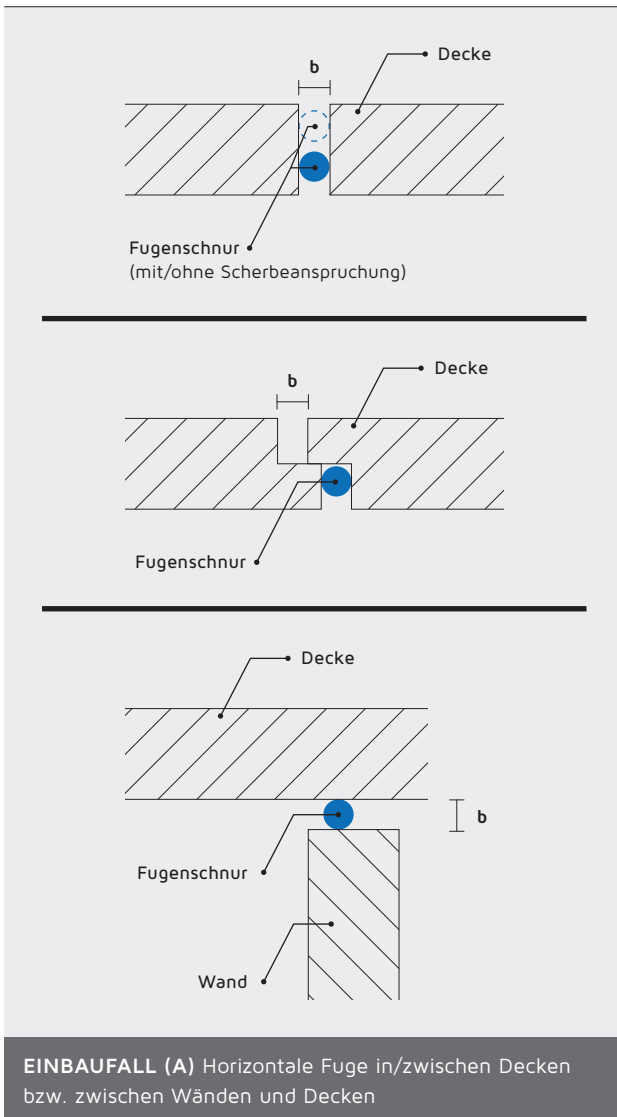 Decke
b
Fugenschnur
(mit/ohne Scherbeanspruchung)
Decke
b
Fugenschnur
Decke
b
Fugenschnur
Wand
EINBAUFALL (A) Horizontale Fuge in/zwischen Decken
bzw. zwischen Wänden und Decken